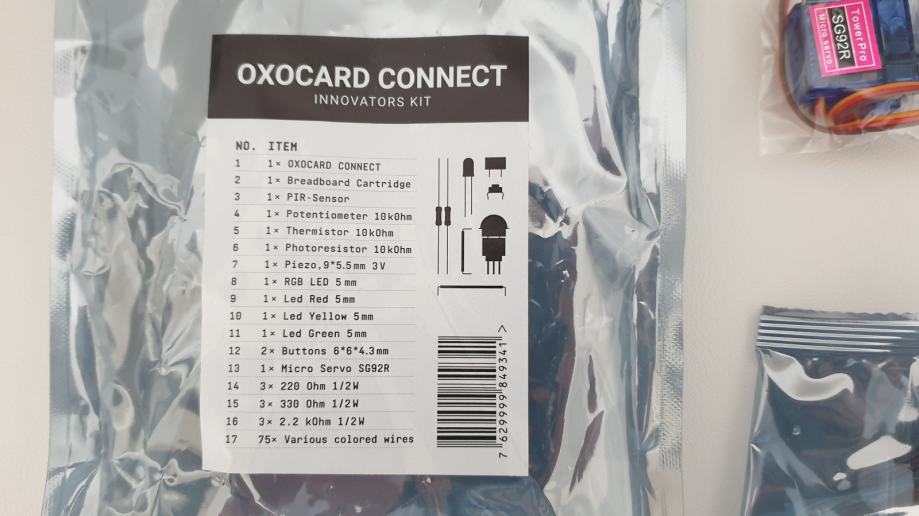 OXOCARD CONNECT
INNOVATORS KIT
NO. ITEM
1 1× OXOCARD CONNECT
2 1× Breadboard Cartridge
3 1× PIR-Sensor
4 1× Potentiometer 10kOhm
5 1× Thermistor 10kOhm
6 1× Photoresistor 10kOhm
7 1× Piezo,9*5.5mm 3V
8 1× RGB LED 5mm
9 1× Led Red 5mm
10 1× Led Yellow 5mm
11 1× Led Green 5mm
12 2× Buttons 6*6*4.3mm
13 1× Micro Servo SG92R
14 3× 220 Ohm 1/2W
15 3× 330 Ohm 1/2W
16 3× 2.2 kOhm 1/2W
17 75× Various colored wires
7 629999 849341 >
TowerPro
SG92R
Micro servo